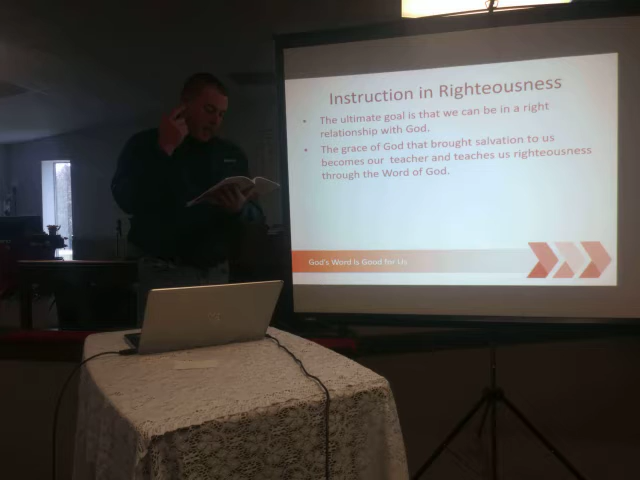 Instruction in Righteousness
• The ultimate goal is that we can be in a right
relationship with God.
• The grace of God that brought salvation to us
becomes our teacher and teaches us righteousness
through the Word of God.
God's Word Is Good for Us